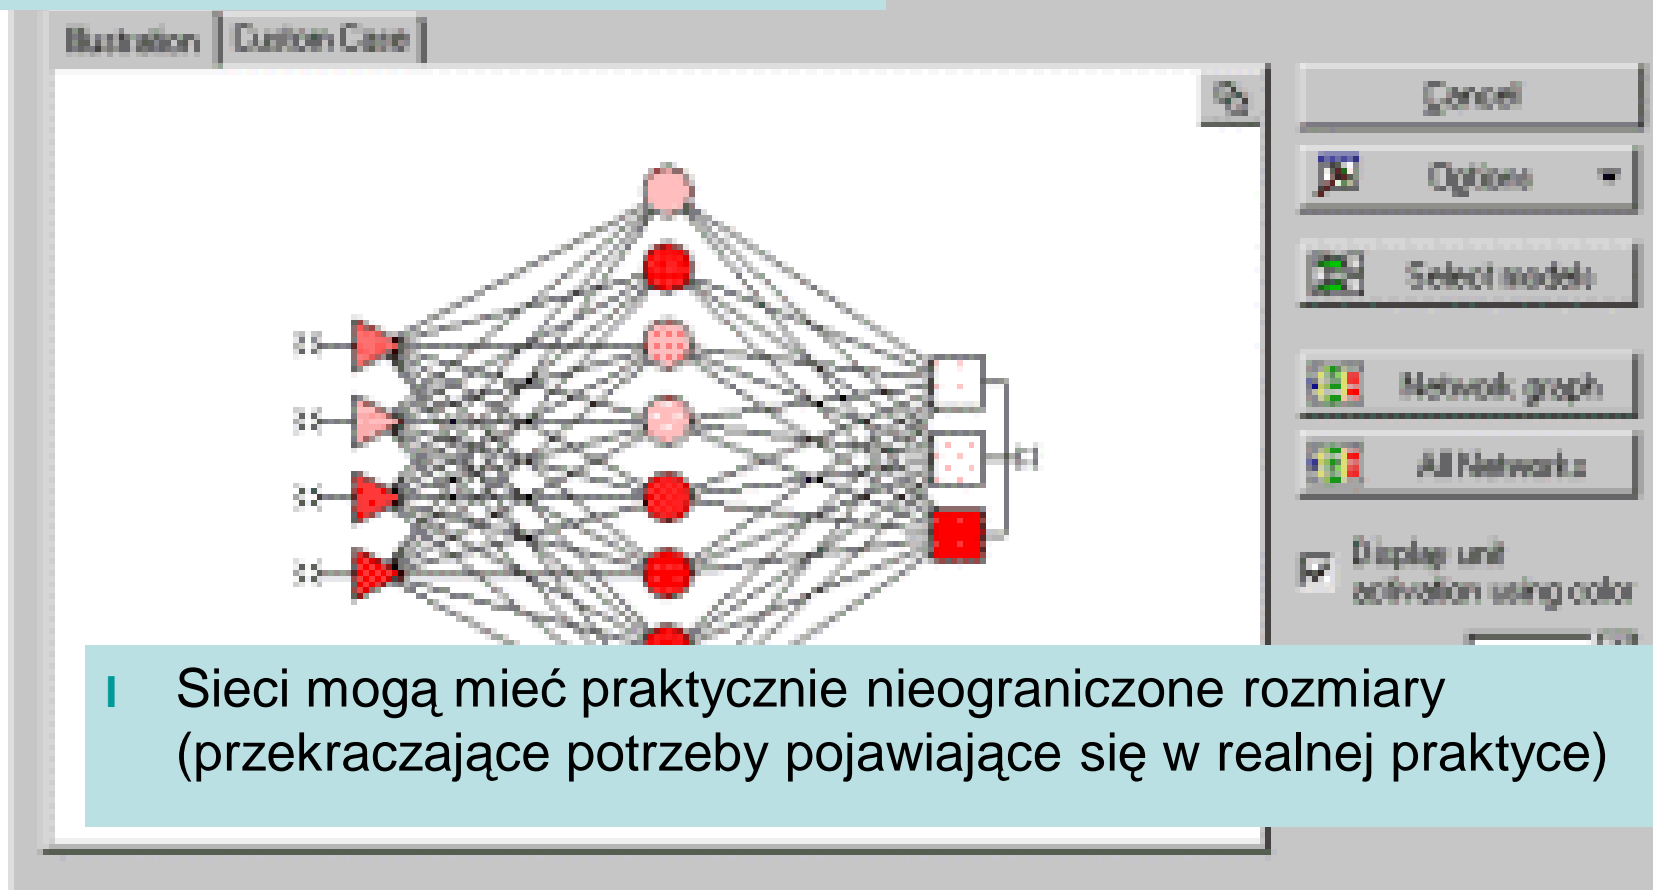 Illustration
Custom Case
Cancel
Options
Select models
Network graph
All Networks
Display unit
activation using color
Sieci mogą mieć praktycznie nieograniczone rozmiary
(przekraczające potrzeby pojawiające się w realnej praktyce)